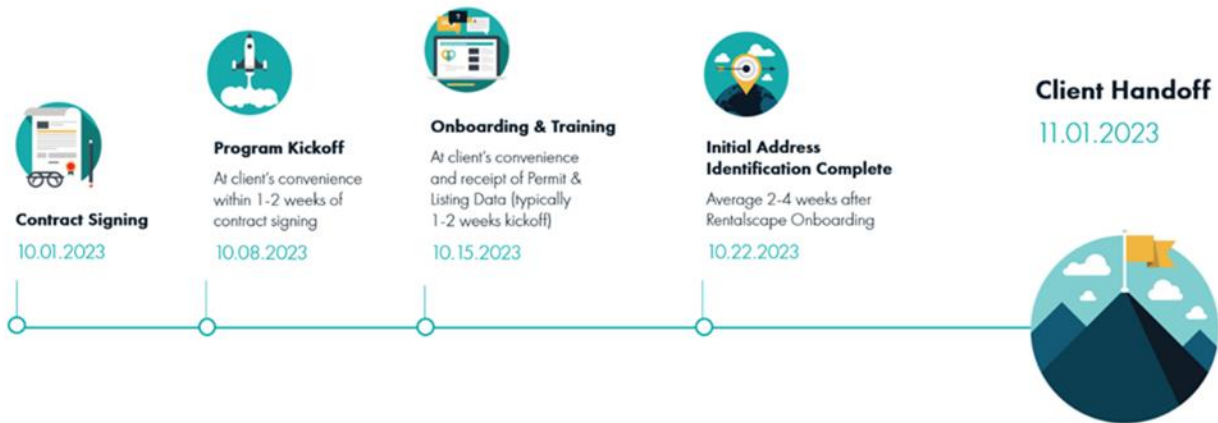 Contract Signing
10.01.2023
Program Kickoff
At client's convenience
within 1-2 weeks of
contract signing
10.08.2023
Onboarding & Training
At client's convenience
and receipt of Permit &
Listing Data (typically
1-2 weeks kickoff)
10.15.2023
Initial Address
Identification Complete
Average 2-4 weeks after
Rentalscape Onboarding
10.22.2023
Client Handoff
11.01.2023